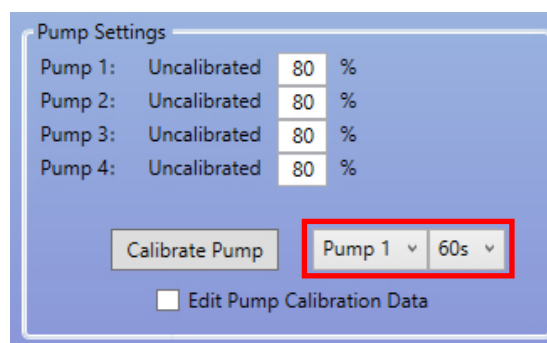 Pump Settings
Pump 1: Uncalibrated 80 %
Pump 2: Uncalibrated 80 %
Pump 3: Uncalibrated 80 %
Pump 4: Uncalibrated 80 %
Calibrate Pump Pump 1 60s
Edit Pump Calibration Data